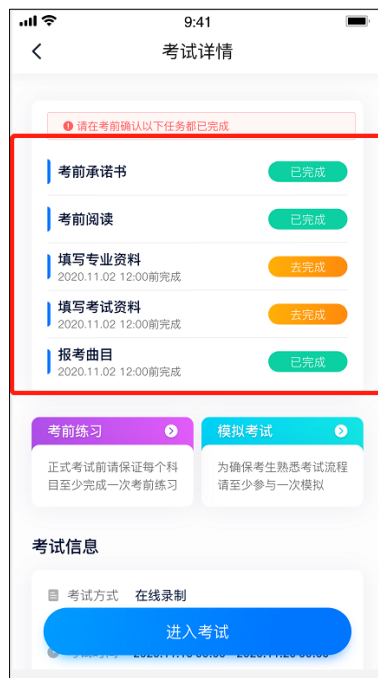 9:41
考试详情
请在考前确认以下任务都已完成
考前承诺书 已完成
考前阅读 已完成
填写专业资料
2020.11.02 12:00前完成
去完成
填写考试资料
2020.11.02 12:00前完成
去完成
报考曲目
2020.11.02 12:00前完成
已完成
考前练习
正式考试前请保证每个科
目至少完成一次考前练习
模拟考试
为确保考生熟悉考试流程
请至少参与一次模拟
考试信息
考试方式 在线录制
进入考试